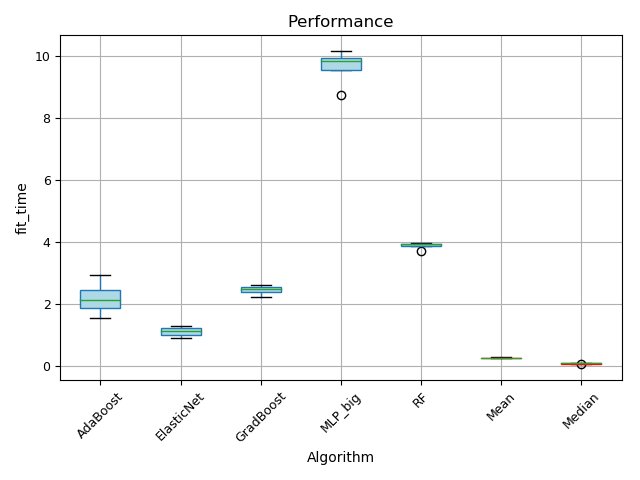 Performance
10
8
6
4
2
0
fit_time
AdaBoost
ElasticNet
GradBoost
MLP_big
RF
Mean
Median
Algorithm